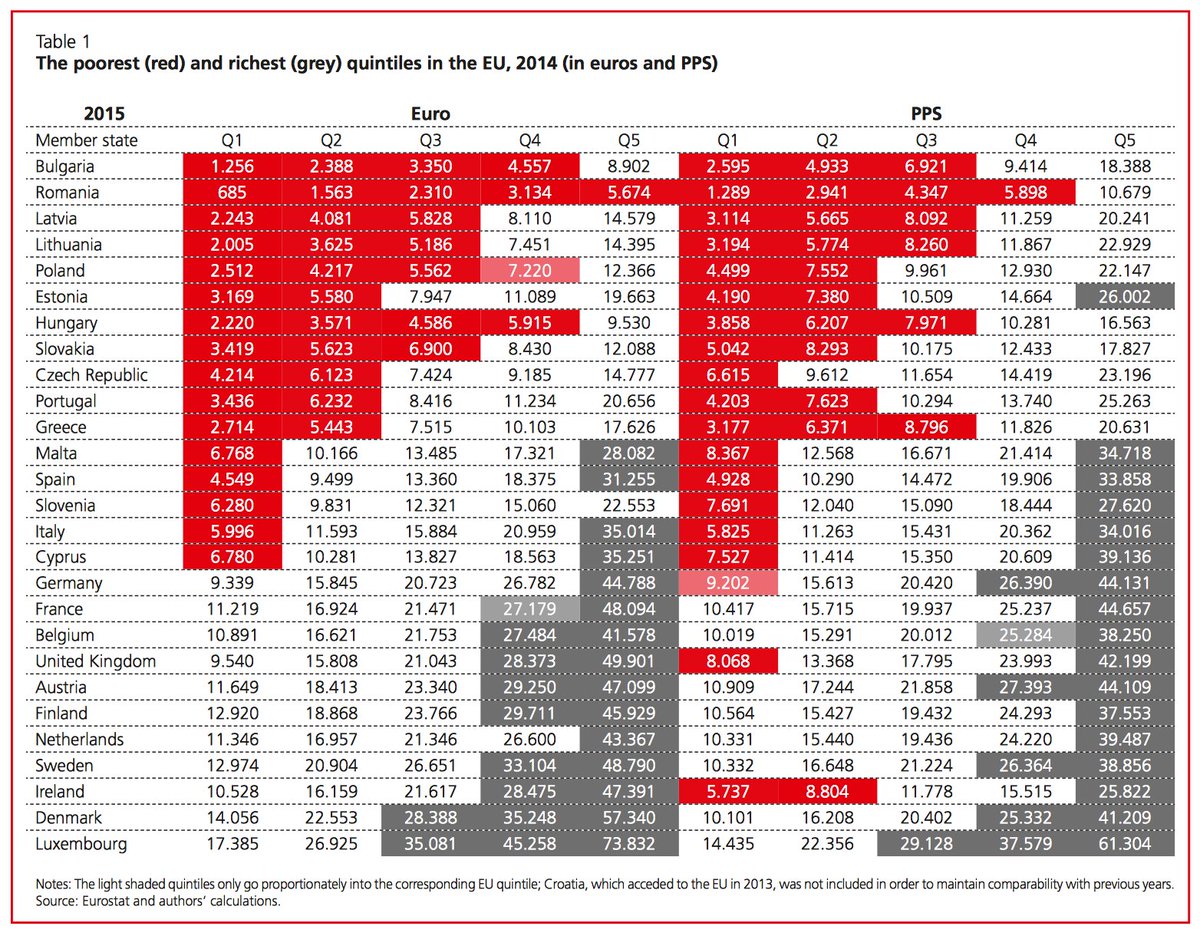 Table 1
The poorest (red) and richest (grey) quintiles in the EU, 2014 (in euros and PPS)
2015 Euro PPS
Member state Q1 Q2 Q3 Q4 Q5 Q1 Q2 Q3 Q4 Q5
Bulgaria 1.256 2.388 3.350 4.557 8.902 2.595 4.933 6.921 9.414 18.388
Romania 685 1.563 2.310 3.134 5.674 1.289 2.941 4.347 5.898 10.679
Latvia 2.243 4.081 5.828 8.110 14.579 3.114 5.665 8.092 11.259 20.241
Lithuania 2.005 3.625 5.186 7.451 14.395 3.194 5.774 8.260 11.867 22.929
Poland 2.512 4.217 5.562 7.220 12.366 4.499 7.552 9.961 12.930 22.147
Estonia 3.169 5.580 7.947 11.089 19.663 4.190 7.380 10.509 14.664 26.002
Hungary 2.220 3.571 4.586 5.915 9.530 3.858 6.207 7.971 10.281 16.563
Slovakia 3.419 5.623 6.900 8.430 12.088 5.042 8.293 10.175 12.433 17.827
Czech Republic 4.214 6.123 7.424 9.185 14.777 6.615 9.612 11.654 14.419 23.196
Portugal 3.436 6.232 8.416 11.234 20.656 4.203 7.623 10.294 13.740 25.263
Greece 2.714 5.443 7.515 10.103 17.626 3.177 6.371 8.796 11.826 20.631
Malta 6.768 10.166 13.485 17.321 28.082 8.367 12.568 16.671 21.414 34.718
Spain 4.549 9.499 13.360 18.375 31.255 4.928 10.290 14.472 19.906 33.858
Slovenia 6.280 9.831 12.321 15.060 22.553 7.691 12.040 15.090 18.444 27.620
Italy 5.996 11.593 15.884 20.959 35.014 5.825 11.263 15.431 20.362 34.016
Cyprus 6.780 10.281 13.827 18.563 35.251 7.527 11.414 15.350 20.609 39.136
Germany 9.339 15.845 20.723 26.782 44.788 9.202 15.613 20.420 26.390 44.131
France 11.219 16.924 21.471 27.179 48.094 10.417 15.715 19.937 25.237 44.657
Belgium 10.891 16.621 21.753 27.484 41.578 10.019 15.291 20.012 25.284 38.250
United Kingdom 9.540 15.808 21.043 28.373 49.901 8.068 13.368 17.795 23.993 42.199
Austria 11.649 18.413 23.340 29.250 47.099 10.909 17.244 21.858 27.393 44.109
Finland 12.920 18.868 23.766 29.711 45.929 10.564 15.427 19.432 24.293 37.553
Netherlands 11.346 16.957 21.346 26.600 43.367 10.331 15.440 19.436 24.220 39.487
Sweden 12.974 20.904 26.651 33.104 48.790 10.332 16.648 21.224 26.364 38.856
Ireland 10.528 16.159 21.617 28.475 47.391 5.737 8.804 11.778 15.515 25.822
Denmark 14.056 22.553 28.388 35.248 57.340 10.101 16.208 20.402 25.332 41.209
Luxembourg 17.385 26.925 35.081 45.258 73.832 14.435 22.356 29.128 37.579 61.304
Notes: The light shaded quintiles only go proportionately into the corresponding EU quintile; Croatia, which acceded to the EU in 2013, was not included in order to maintain comparability with previous years.
Source: Eurostat and authors' calculations.